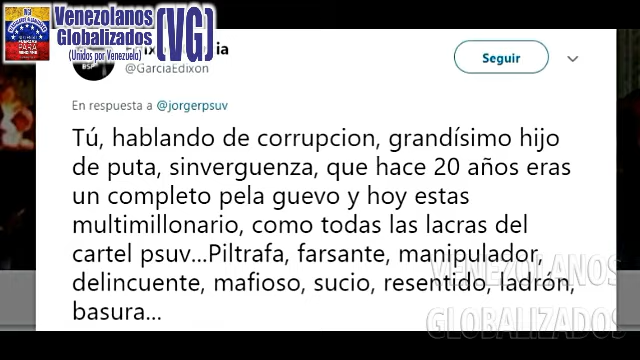 Venezolanos
Globalizados
(Unidos por Venezuela)
(VG)
@GarciaEdixon
Seguir
En respuesta a @jorgerpsuv
Tú, hablando de corrupcion, grandísimo hijo
de puta, sinverguenza, que hace 20 años eras
un completo pela guevo y hoy estas
multimillonario, como todas las lacras del
cartel psuv...Piltrafa, farsante, manipulador,
delincuente, mafioso, sucio, resentido, ladrón,
basura...
VENEZOLANOS
GLOBALIZADOS